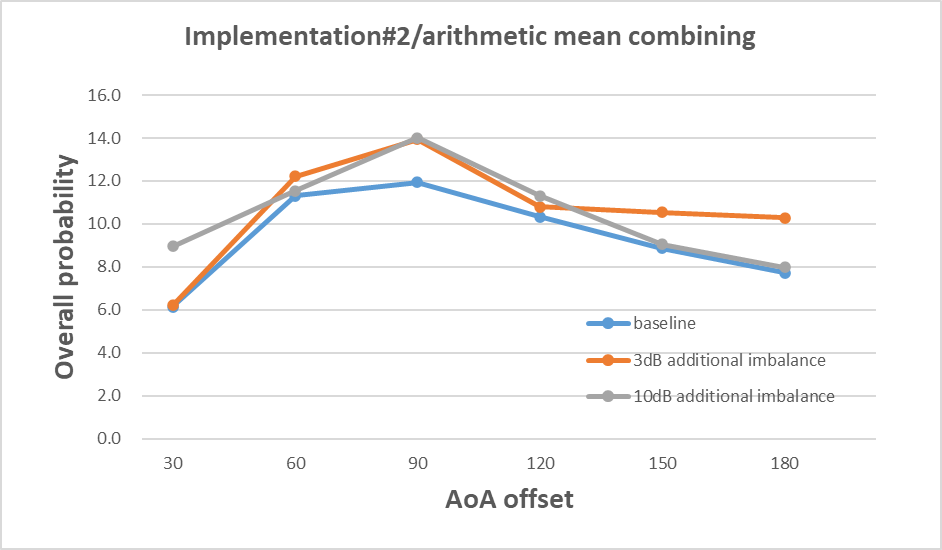 Implementation#2/arithmetic mean combining
Overall probability
16.0
14.0
12.0
10.0
8.0
6.0
4.0
2.0
0.0
baseline
3dB additional imbalance
10dB additional imbalance
30 60 90 120 150 180
AoA offset